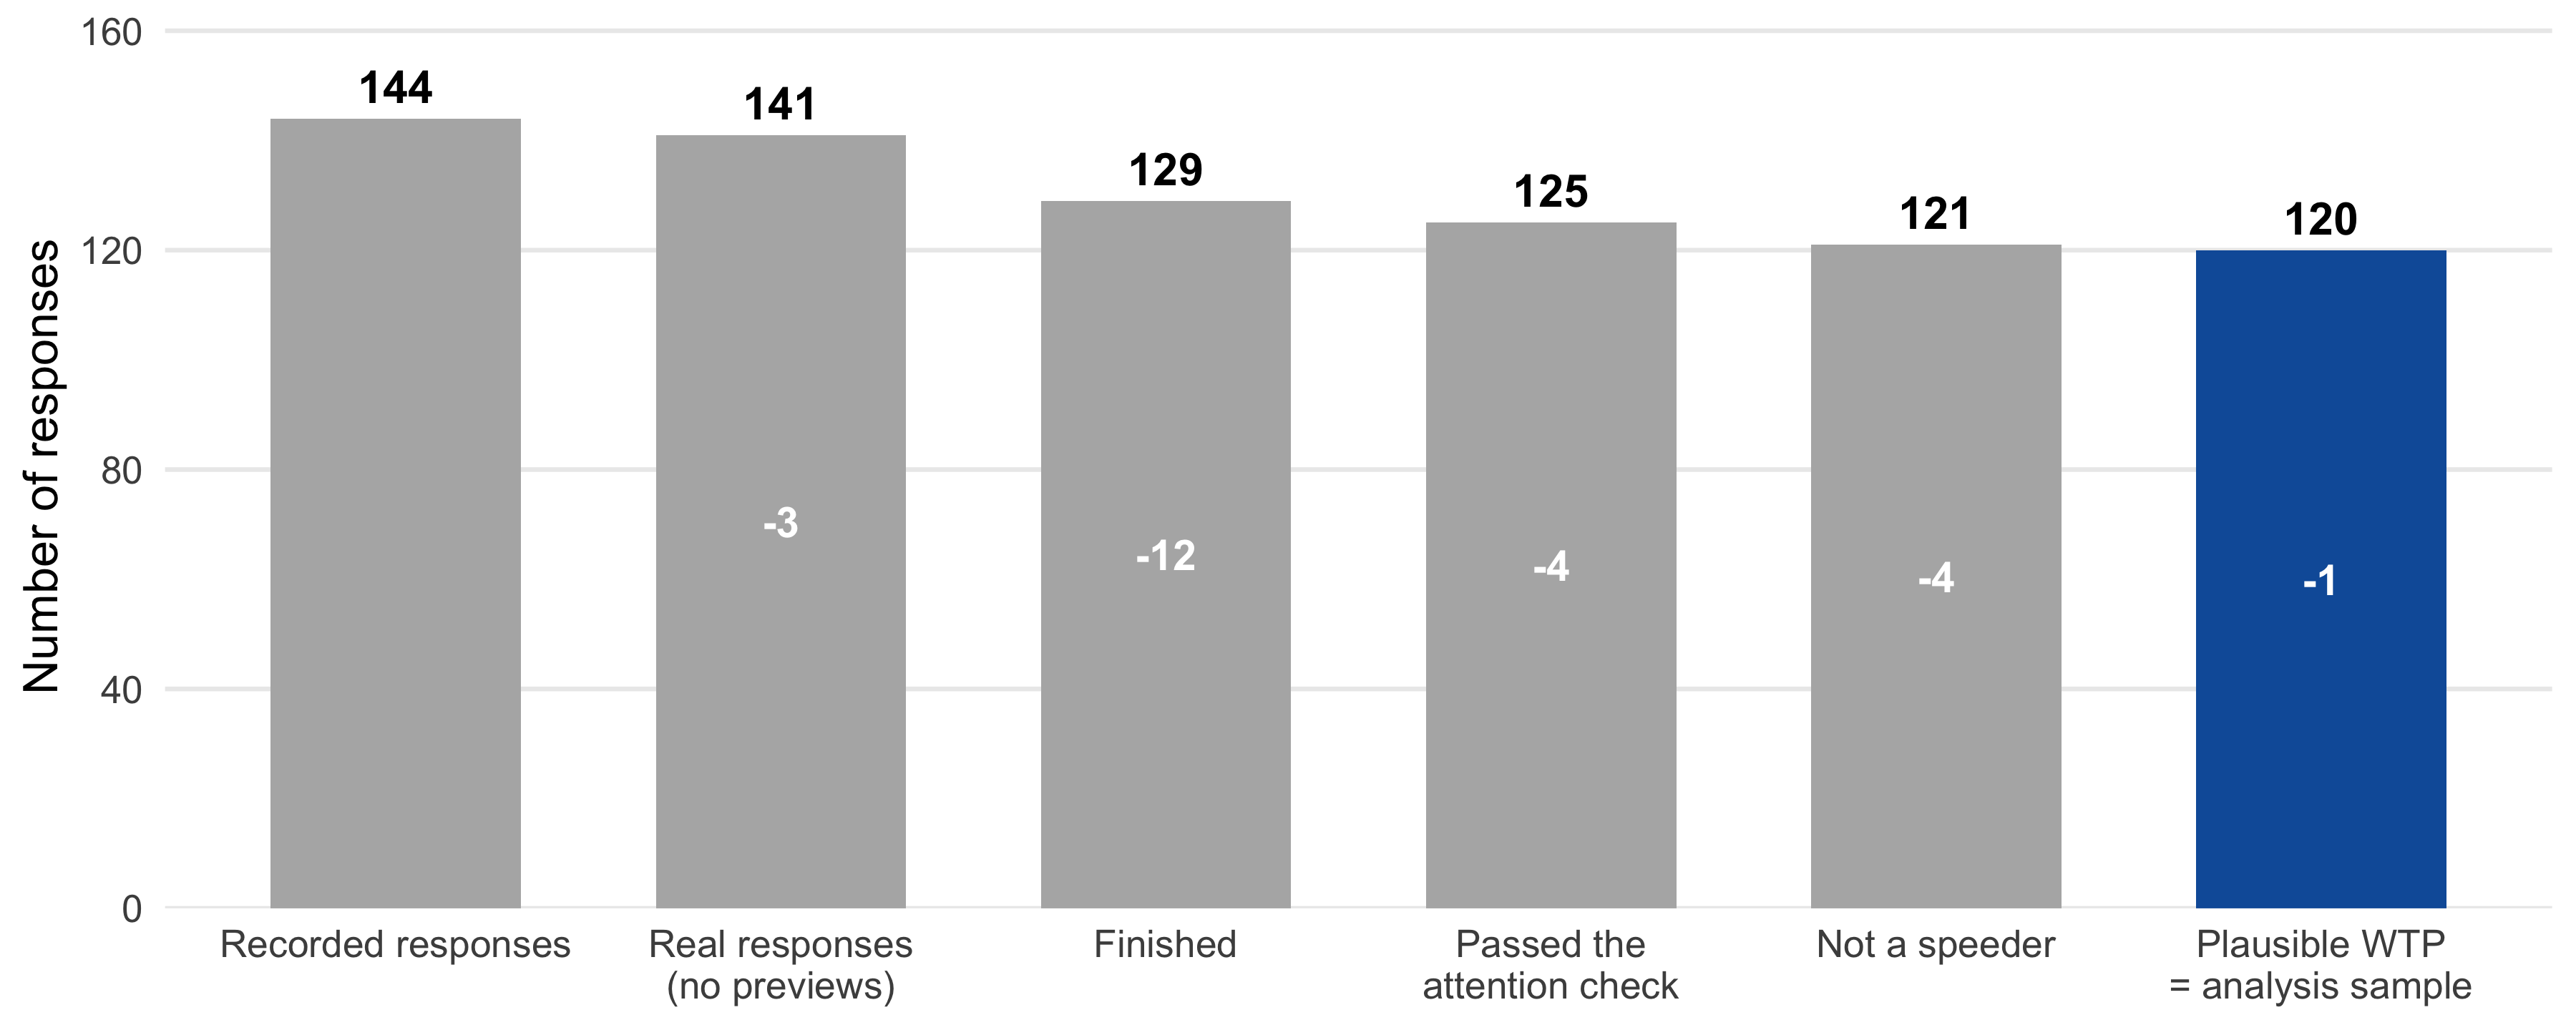 160
144
141
129
125
121
120
120
80
40
0
Number of responses
-3
-12
-4
-4
-1
Recorded responses
Real responses
(no previews)
Finished
Passed the
attention check
Not a speeder
Plausible WTP
= analysis sample